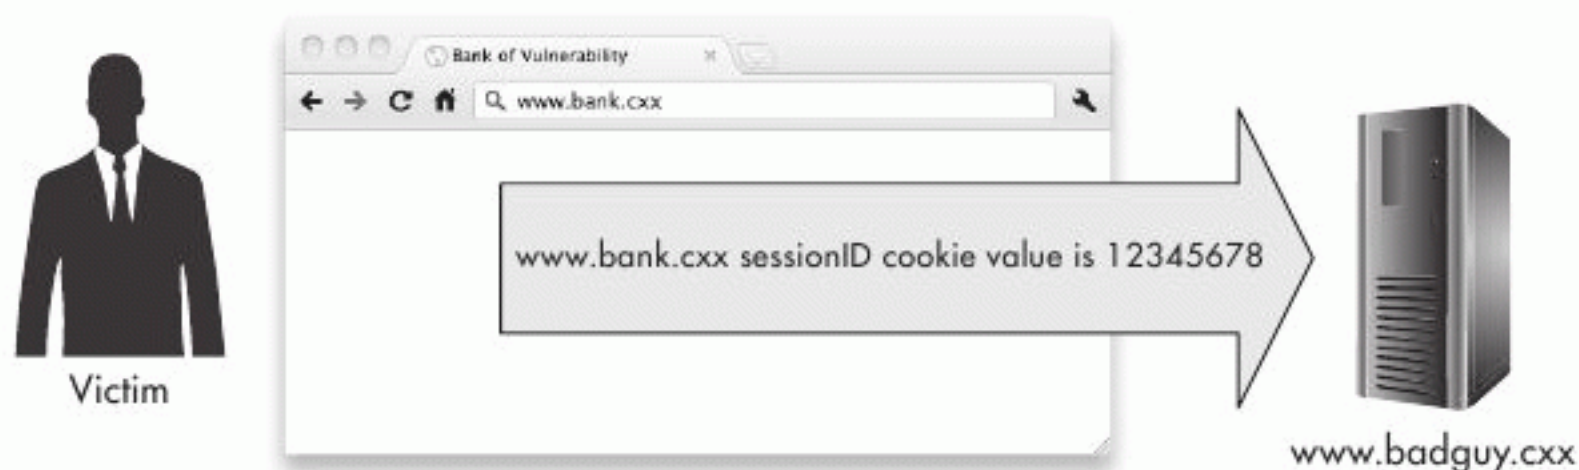 Bank of Vulnerability
www.bank.cxx
www.bank.cxx sessionID cookie value is 12345678
Victim
www.badguy.cxx